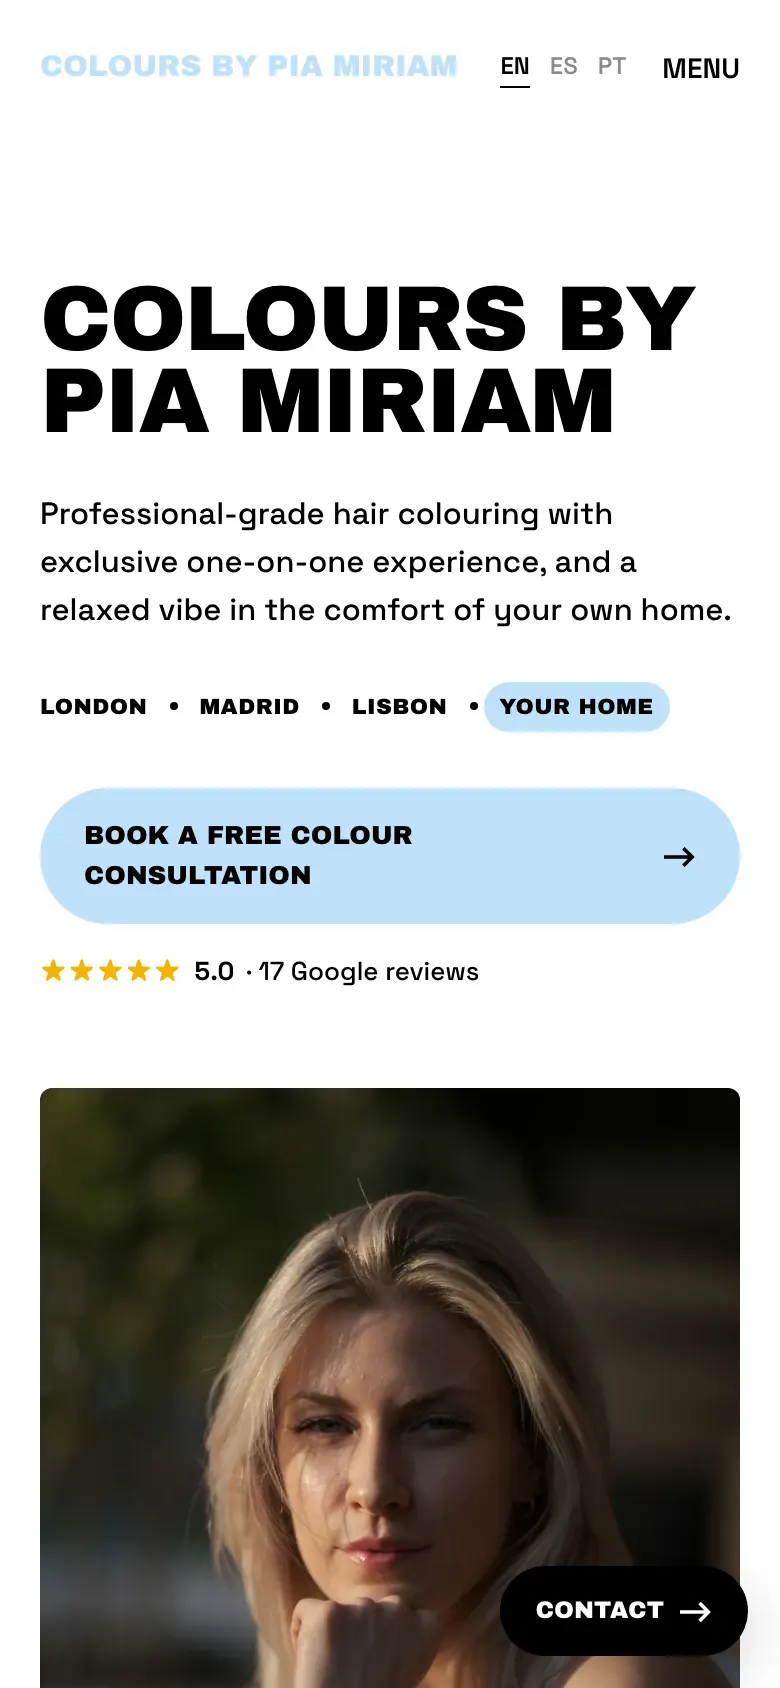 COLOURS BY PIA MIRIAM EN ES PT MENU
COLOURS BY
PIA MIRIAM
Professional-grade hair colouring with
exclusive one-on-one experience, and a
relaxed vibe in the comfort of your own home.
LONDON • MADRID • LISBON • YOUR HOME
BOOK A FREE COLOUR
CONSULTATION →
★★★★★ 5.0 · 17 Google reviews
CONTACT →